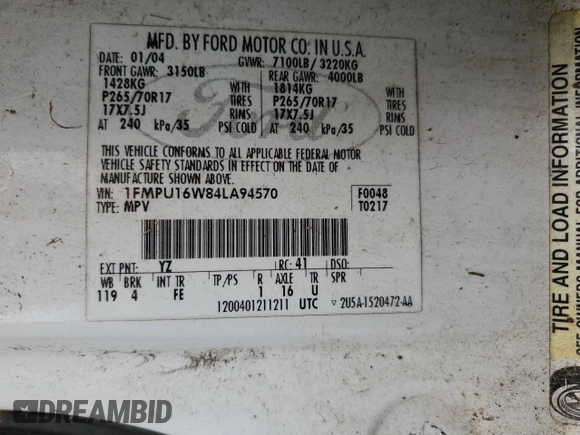 MFD. BY FORD MOTOR CO. IN U.S.A.
DATE: 01/04 GVWR: 7100LB/ 3220KG
FRONT GAWR: 3150LB REAR GAWR: 4000LB
1428KG WITH 1814KG WITH
P265/70R17 TIRES P265/70R17 TIRES
17X7.5J RIMS 17X7.5J RIMS
AT 240 kPa/35 PSI COLD AT 240 kPa/35 PSI COLD
Ford
THIS VEHICLE CONFORMS TO ALL APPLICABLE FEDERAL MOTOR
VEHICLE SAFETY STANDARDS IN EFFECT ON THE DATE OF
MANUFACTURE SHOWN ABOVE.
VIN: 1FMPU16W84LA94570 F0048
TYPE: MPV T0217
EXT PNT: YZ RC: 41 DSO:
WB BRK INT TR TP/PS R AXLE TR SPR
119 4 FE 1 16 U
1200401211211 UTC ▽ 2U5A-1520472-AA
TIRE AND LOAD INFORMATION
DREAMBID